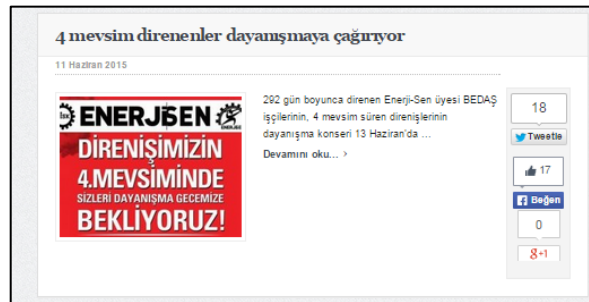 4 mevsim direnenler dayanışmaya çağırıyor
11 Haziran 2015
ENERJİSEN
DİRENİŞİMİZİN
4.MEVSİMİNDE
SİZLERİ DAYANIŞMA GECEMİZE
BEKLİYORUZ!
292 gün boyunca direnen Enerji-Sen üyesi BEDAŞ
işçilerinin, 4 mevsim süren direnişlerinin
dayanışma konseri 13 Haziran'da …
Devamını oku... ›
18
Tweetle
17
Beğen
0
g+1